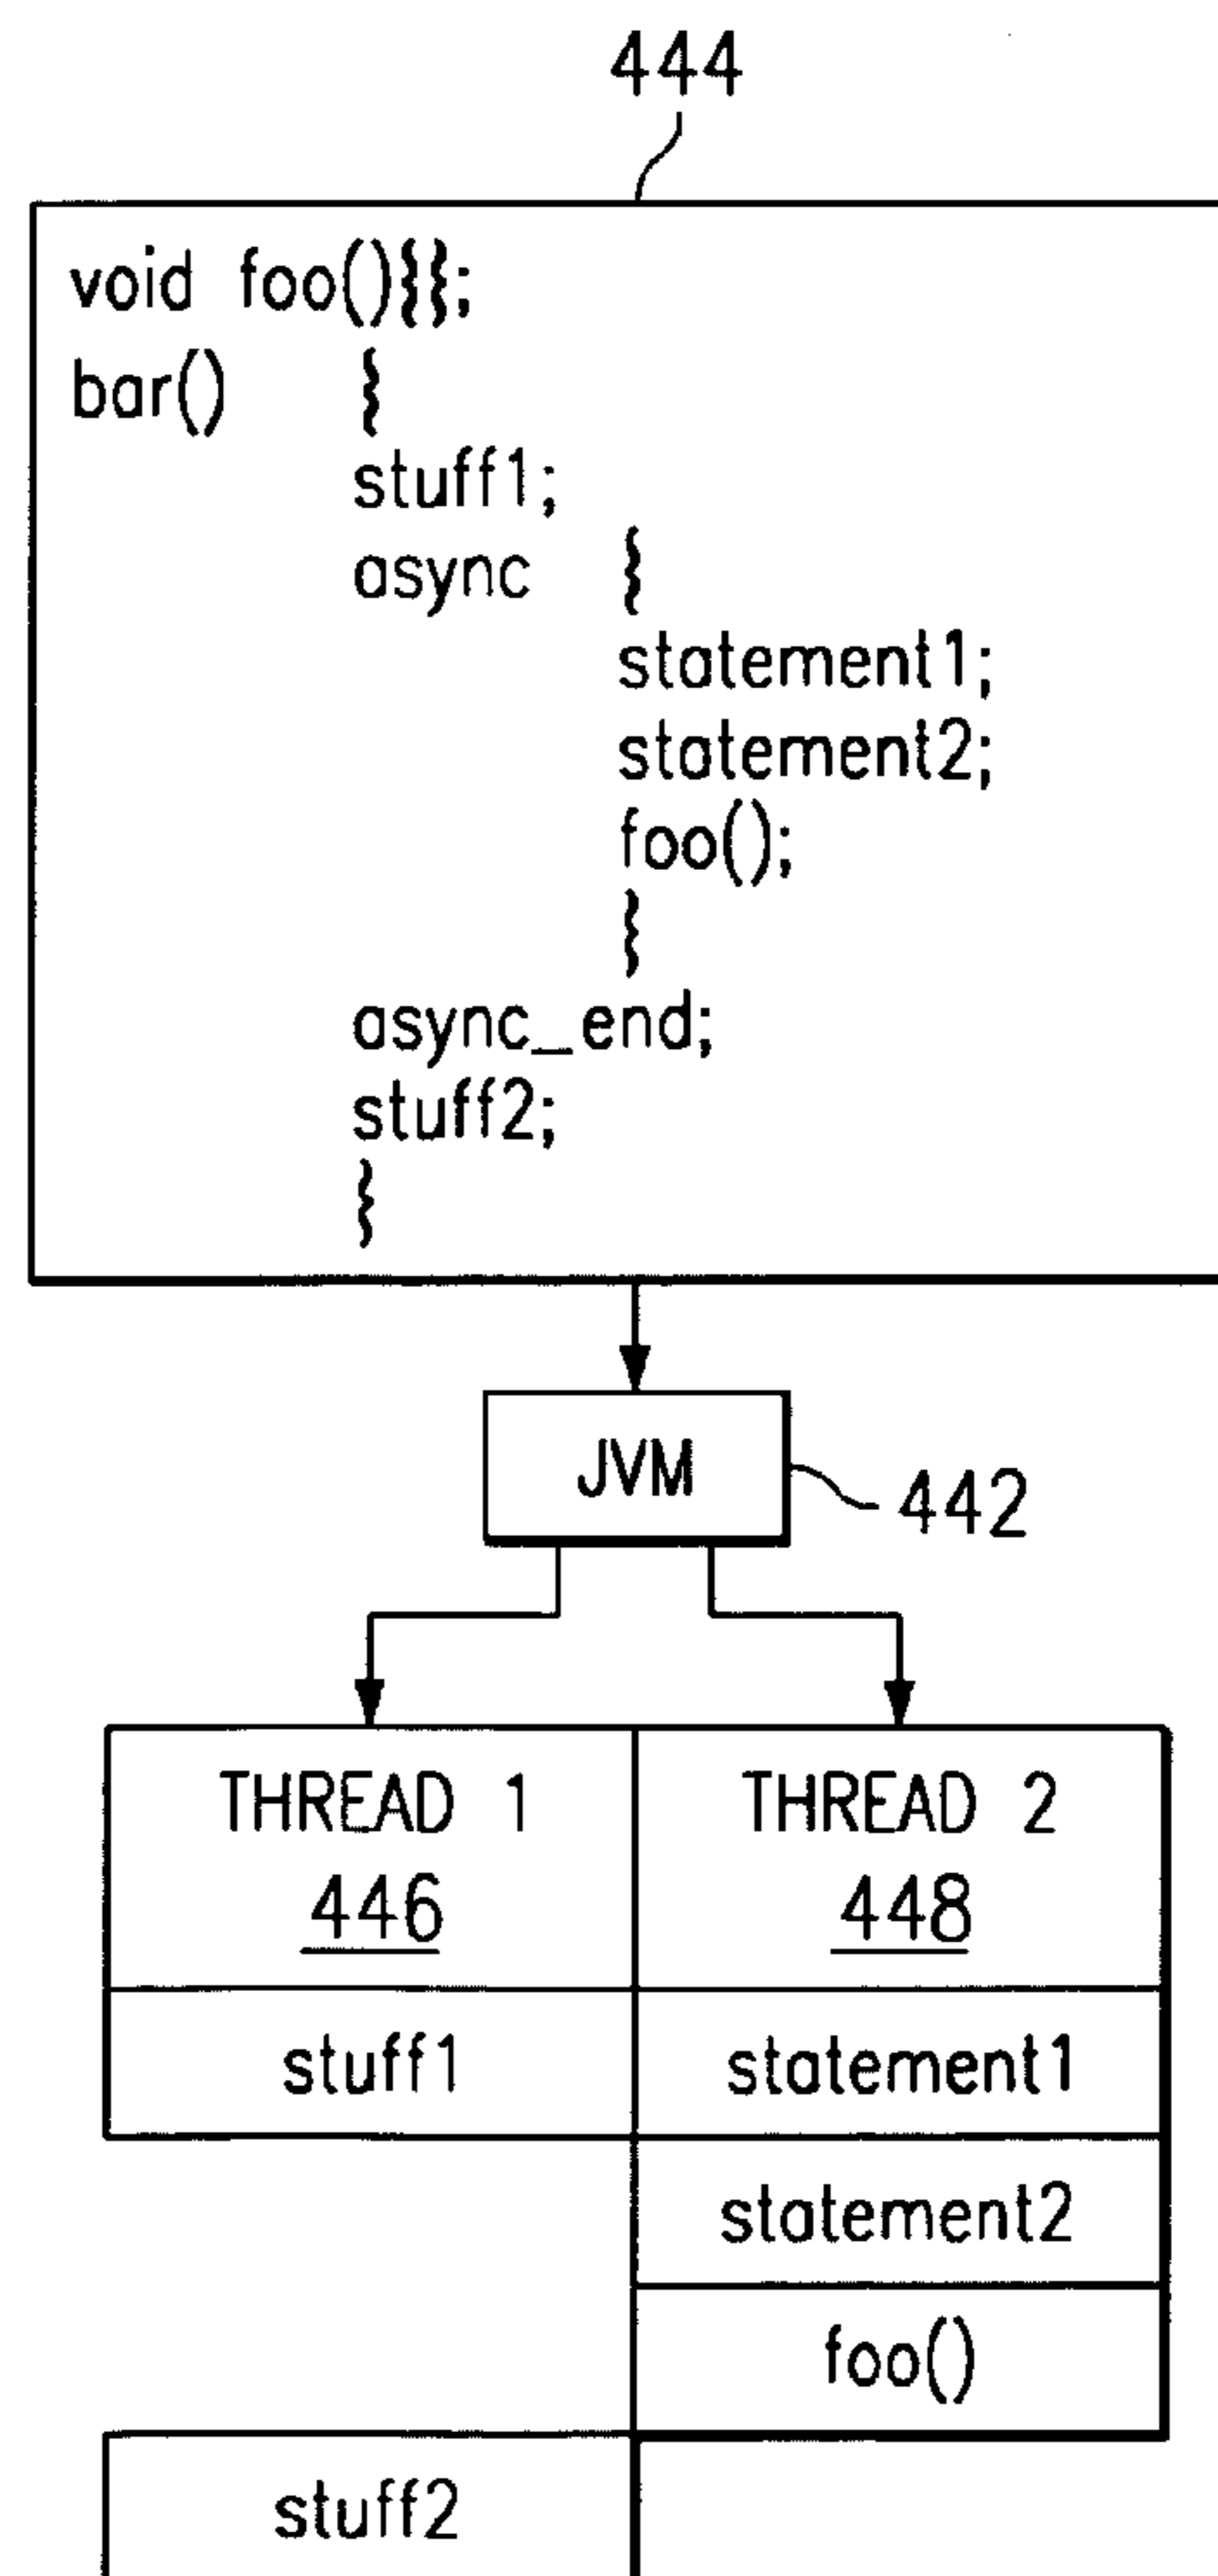 444
void foo(){};
bar() {
stuff1;
async {
statement1;
statement2;
foo();
}
async_end;
stuff2;
}
JVM
442
THREAD 1 THREAD 2
446 448
stuff1 statement1
statement2
foo()
stuff2